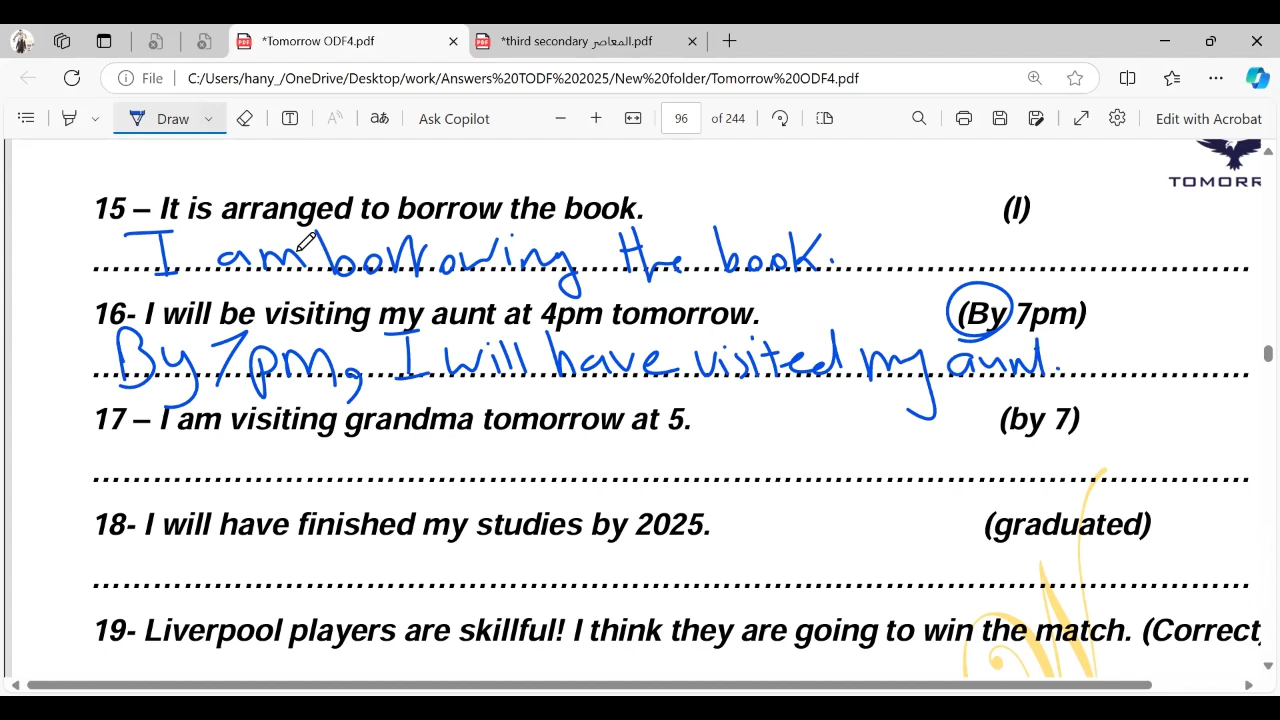 *Tomorrow ODF4.pdf
*third secondary المعاصر.pdf
File C:/Users/hany_/OneDrive/Desktop/work/Answers%20TODF%202025/New%20folder/Tomorrow%20ODF4.pdf
Draw Ask Copilot 96 of 244 Edit with Acrobat
TOMORR
15 – It is arranged to borrow the book. (I)
I am borrowing the book.
16- I will be visiting my aunt at 4pm tomorrow. (By 7pm)
By 7pm, I will have visited my aunt.
17 – I am visiting grandma tomorrow at 5. (by 7)
18- I will have finished my studies by 2025. (graduated)
19- Liverpool players are skillful! I think they are going to win the match. (Correct